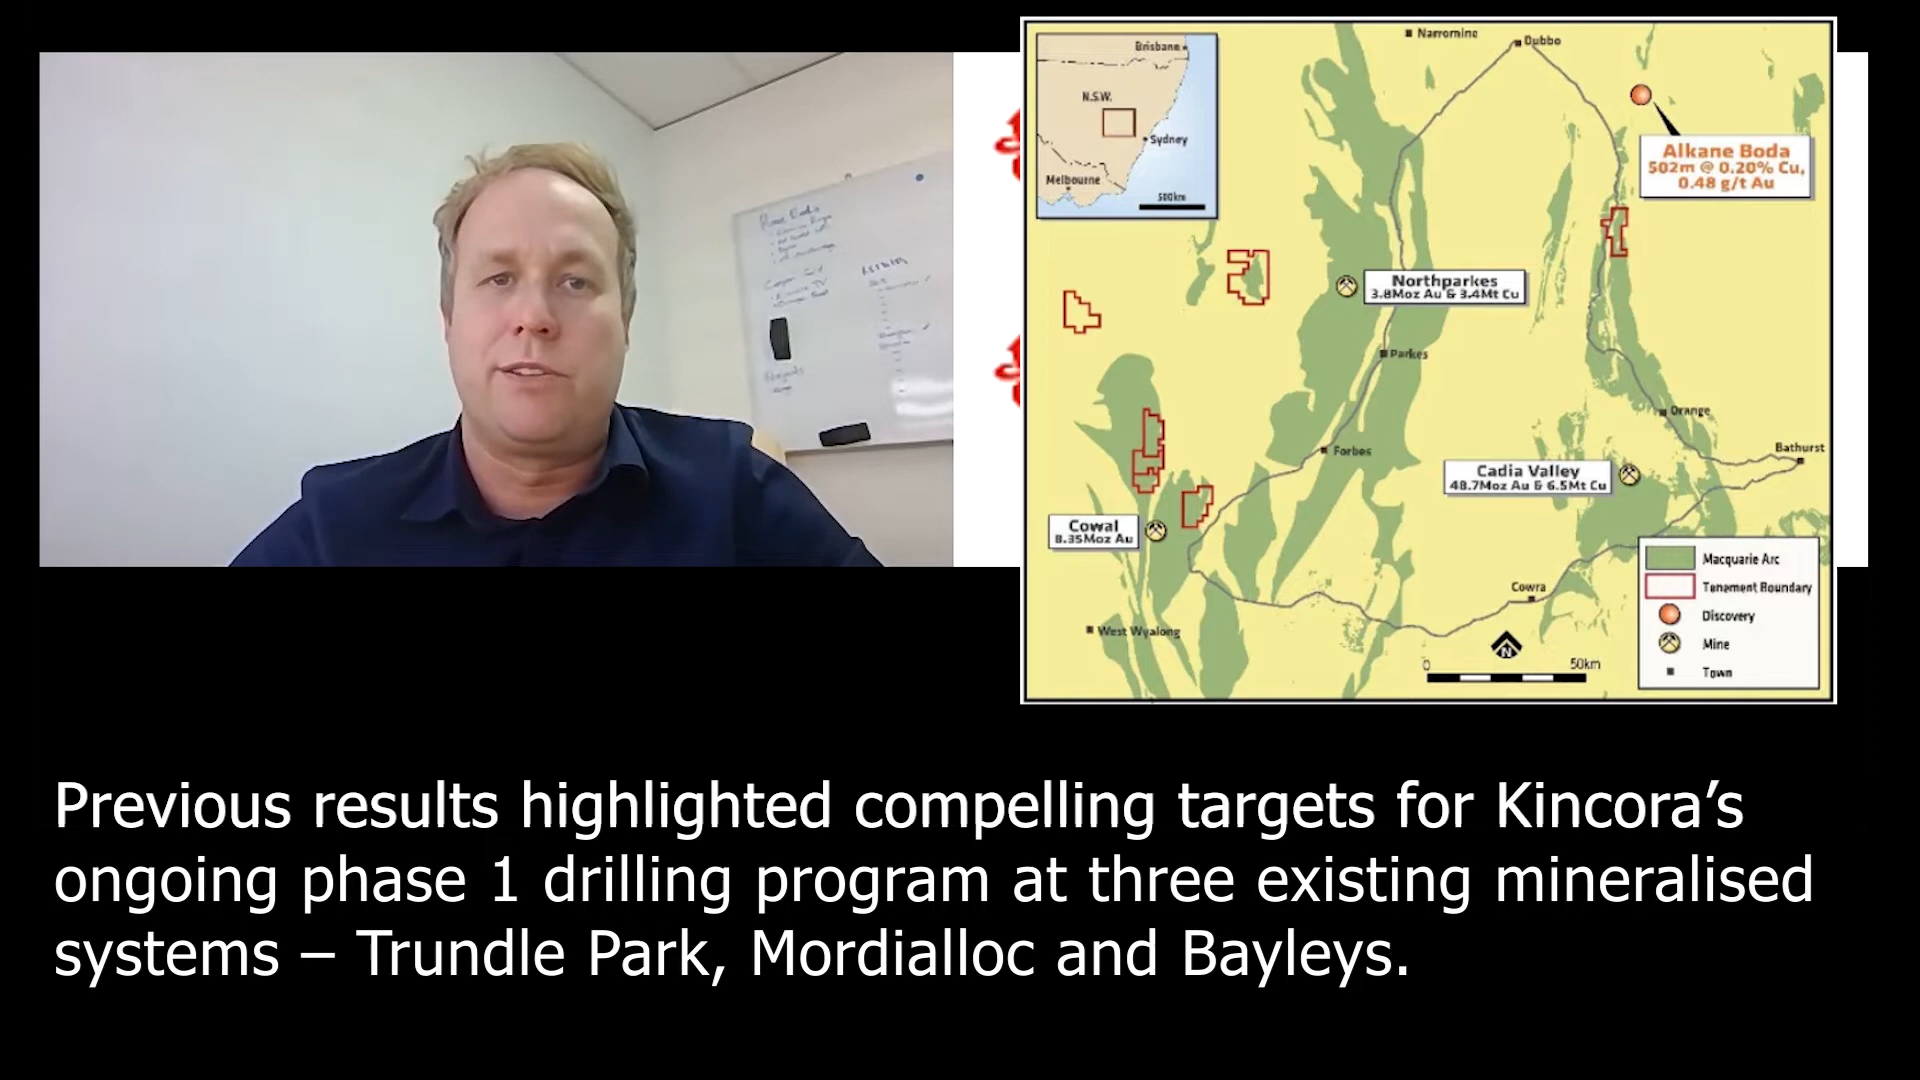 Brisbane
N.S.W.
Sydney
Melbourne
500km
Narromine
Dubbo
Alkane Boda
502m @ 0.20% Cu,
0.48 g/t Au
Northparkes
3.8Moz Au & 3.4Mt Cu
Parkes
Orange
Forbes
Bathurst
Cadia Valley
48.7Moz Au & 6.5Mt Cu
Cowal
8.35Moz Au
Cowra
West Wyalong
N
0
50km
Macquarie Arc
Tenement Boundary
Discovery
Mine
Town
Previous results highlighted compelling targets for Kincora’s
ongoing phase 1 drilling program at three existing mineralised
systems – Trundle Park, Mordialloc and Bayleys.